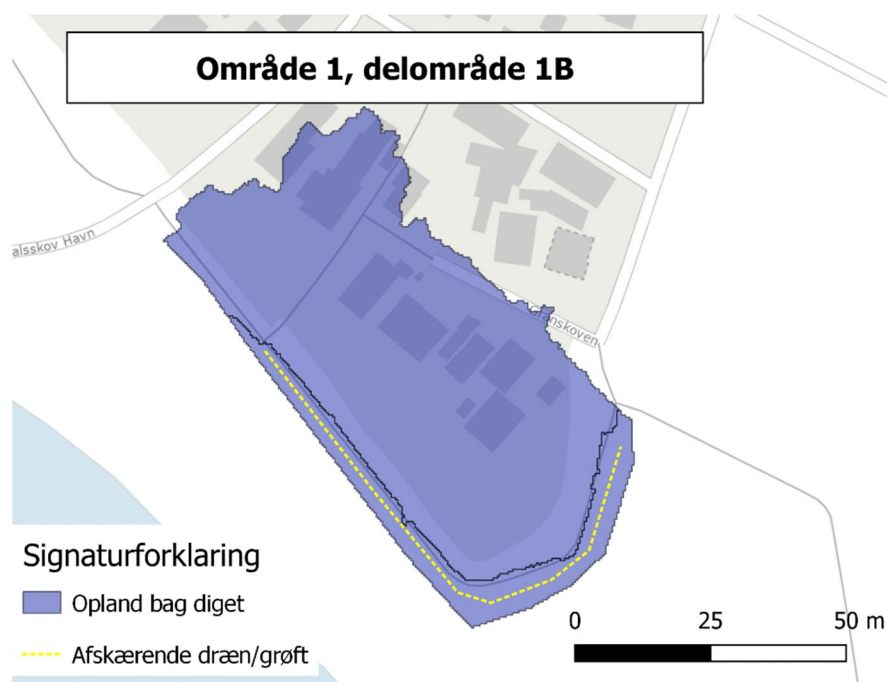 Område 1, delområde 1B
alsskov Havn
Granskoven
Signaturforklaring
Opland bag diget
Afskærende dræn/grøft
0 25 50 m